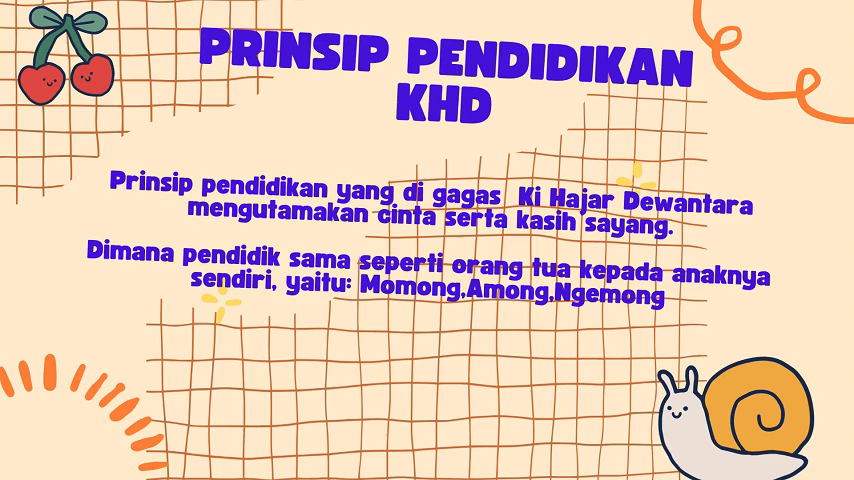 PRINSIP PENDIDIKAN
KHD
Prinsip pendidikan yang di gagas Ki Hajar Dewantara
mengutamakan cinta serta kasih sayang.
Dimana pendidik sama seperti orang tua kepada anaknya
sendiri, yaitu: Momong,Among,Ngemong